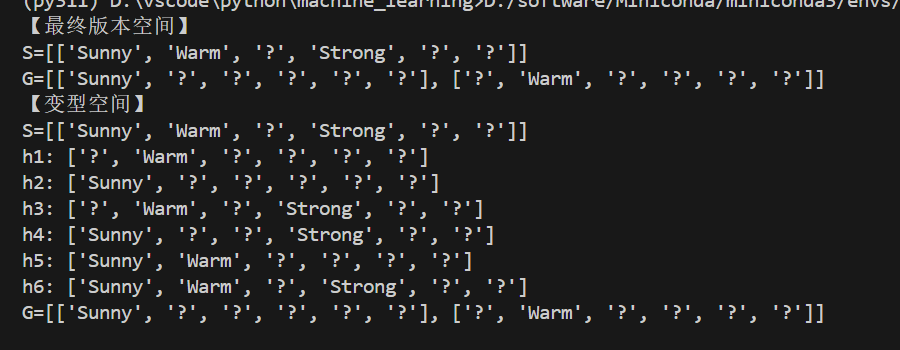 (py311) D:\vscode\python\machine_learning>D:/software/Miniconda/miniconda3/envs/
【最终版本空间】
S=[['Sunny', 'Warm', '?', 'Strong', '?', '?']]
G=[['Sunny', '?', '?', '?', '?', '?'], ['?', 'Warm', '?', '?', '?', '?']]
【变型空间】
S=[['Sunny', 'Warm', '?', 'Strong', '?', '?']]
h1: ['?', 'Warm', '?', '?', '?', '?']
h2: ['Sunny', '?', '?', '?', '?', '?']
h3: ['?', 'Warm', '?', 'Strong', '?', '?']
h4: ['Sunny', '?', '?', 'Strong', '?', '?']
h5: ['Sunny', 'Warm', '?', '?', '?', '?']
h6: ['Sunny', 'Warm', '?', 'Strong', '?', '?']
G=[['Sunny', '?', '?', '?', '?', '?'], ['?', 'Warm', '?', '?', '?', '?']]